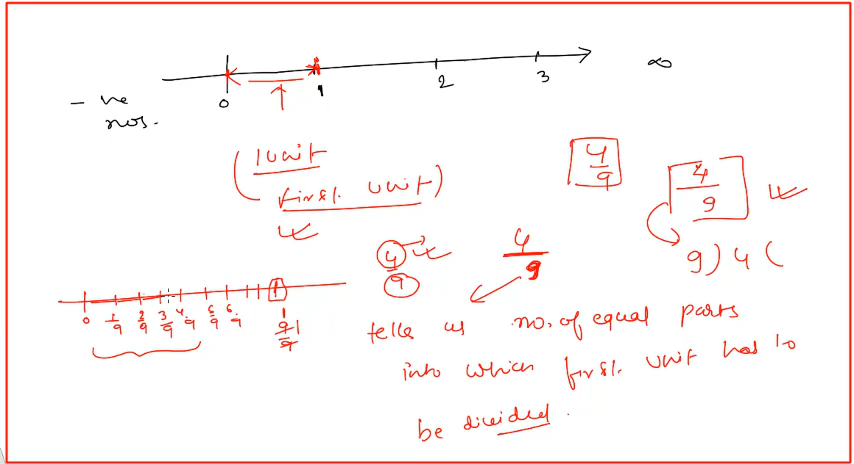 0 1 2 3 ∞
- ve
nos.
(1 unit
first unit)
4/9
4/9
9)4(
4/9
4/9
0 1/9 2/9 3/9 4/9 5/9 6/9 1
9/9
tells us no. of equal parts
into which first unit has to
be divided.